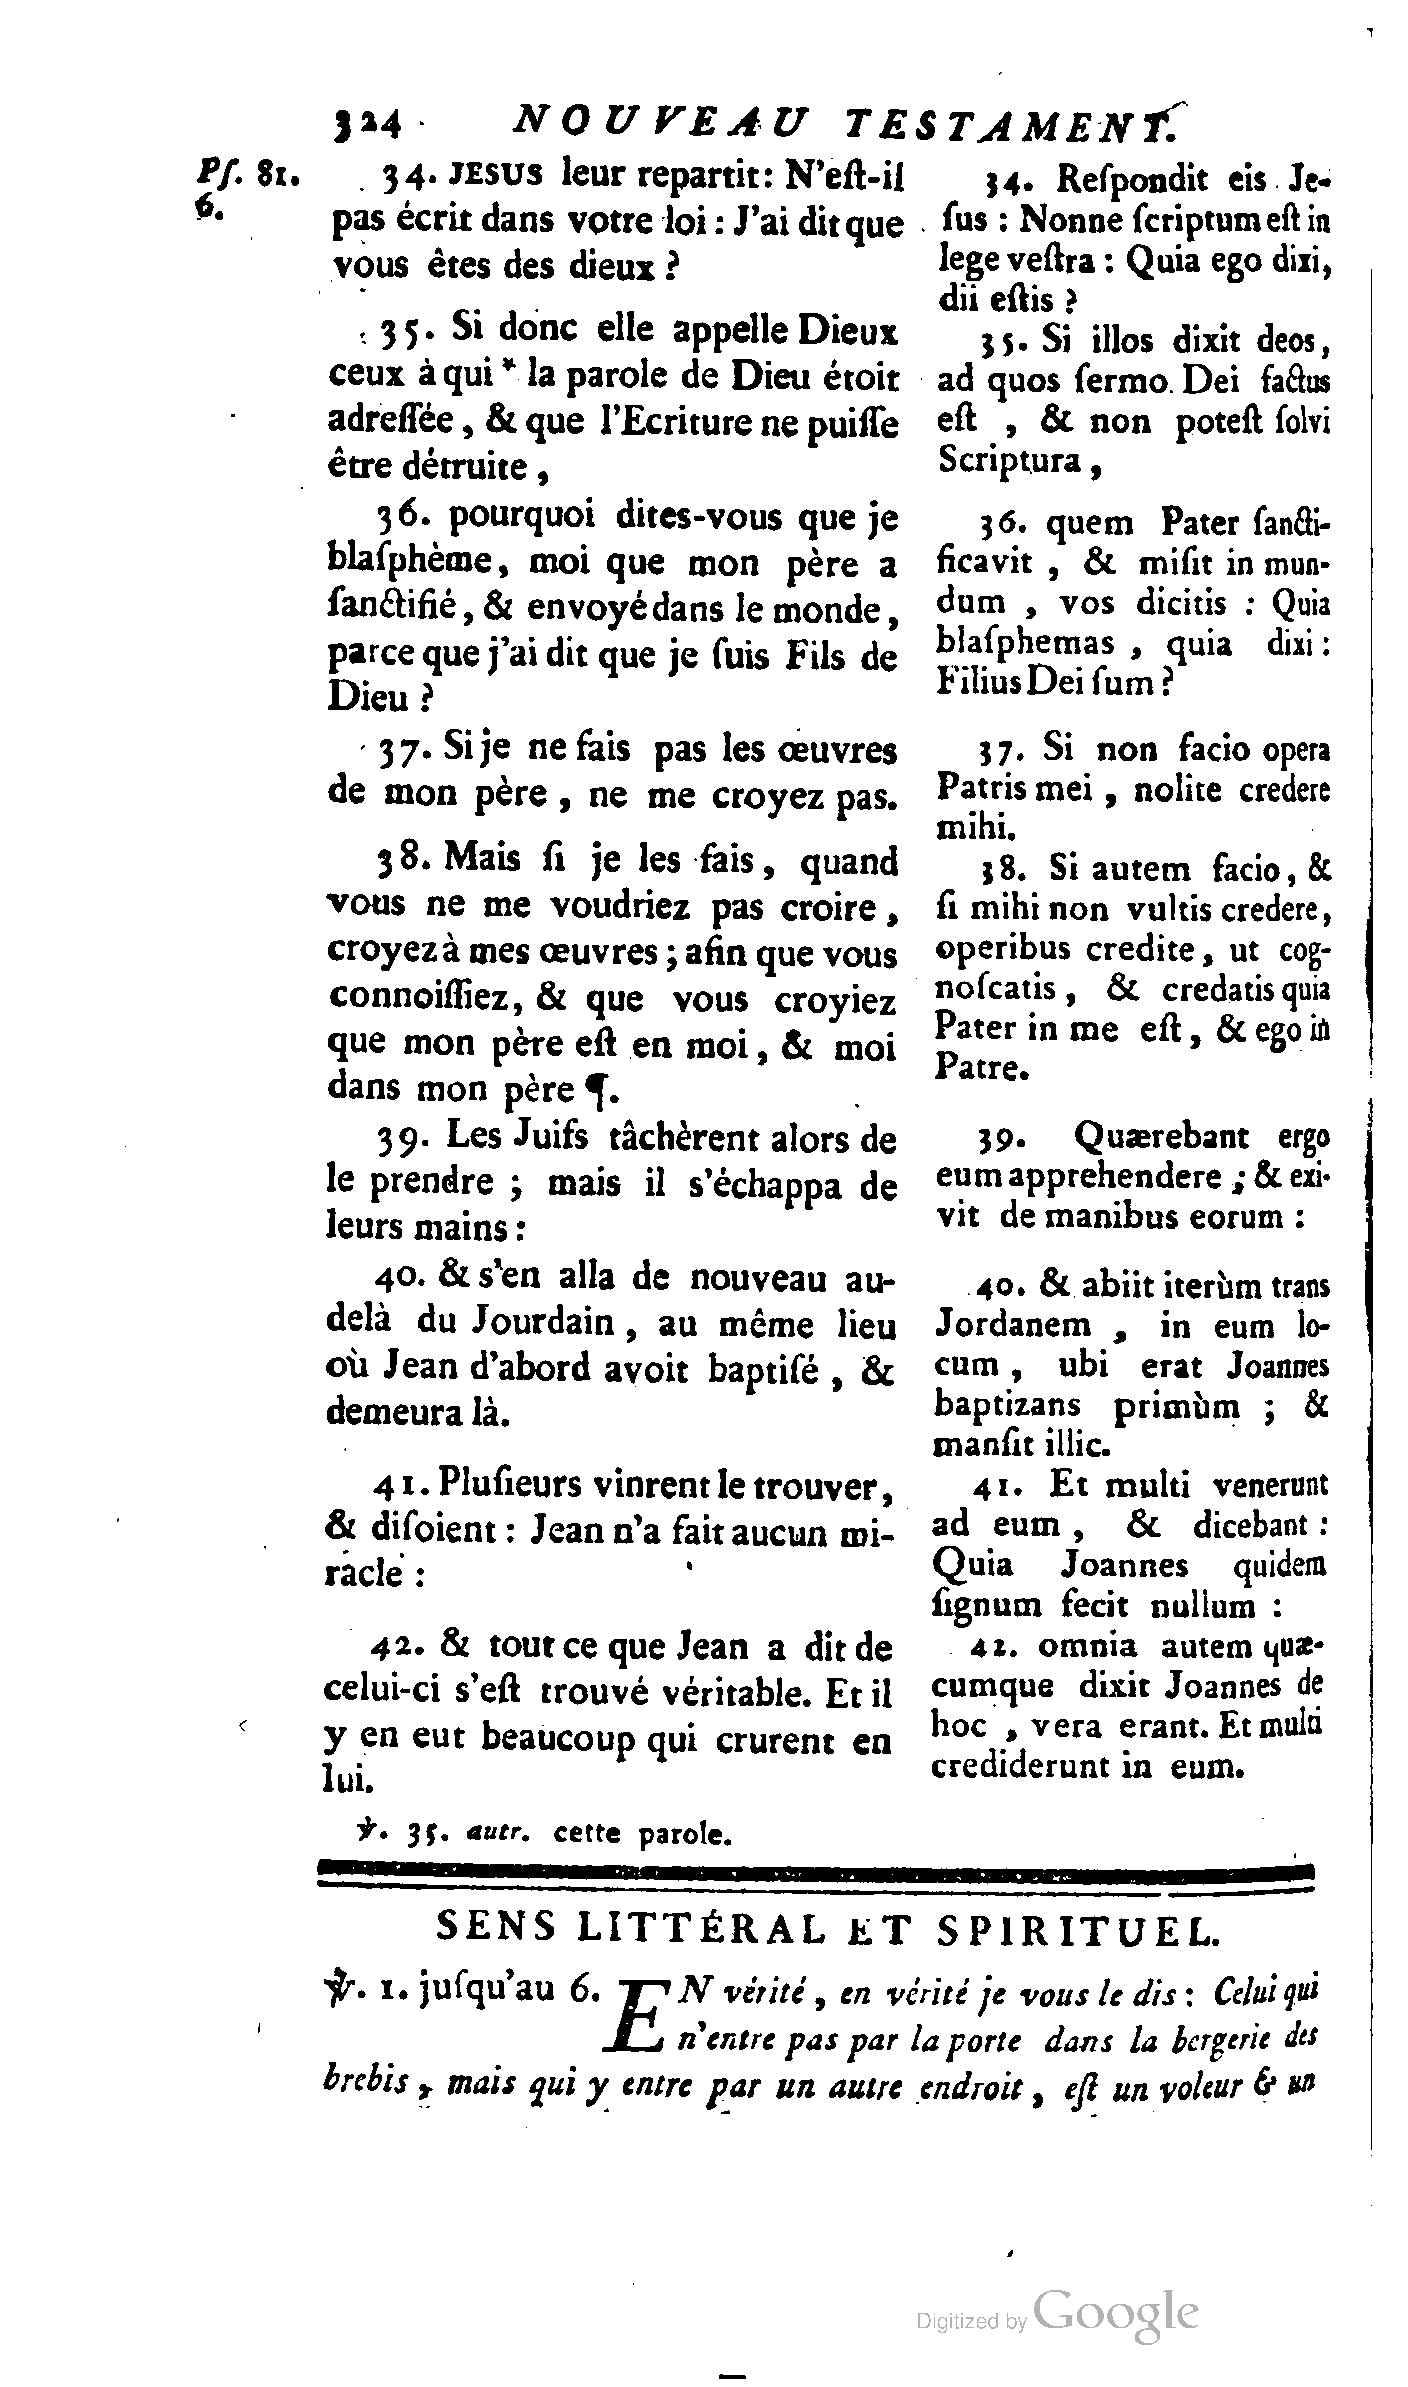 324 NOUVEAU TESTAMENT.
Pſ. 81.
6.
34. JESUS leur repartit: N'eſt-il
pas écrit dans votre loi: J'ai dit que
vous êtes des dieux?
35. Si donc elle appelle Dieux
ceux à qui * la parole de Dieu étoit
adreſſée, & que l'Ecriture ne puiſſe
être détruite,
36. pourquoi dites-vous que je
blaſphème, moi que mon père a
ſanctifié, & envoyé dans le monde,
parce que j'ai dit que je ſuis Fils de
Dieu?
37. Si je ne fais pas les œuvres
de mon père, ne me croyez pas.
38. Mais ſi je les fais, quand
vous ne me voudriez pas croire,
croyez à mes œuvres; afin que vous
connoiſſiez, & que vous croyiez
que mon père eſt en moi, & moi
dans mon père ¶.
39. Les Juifs tâchèrent alors de
le prendre; mais il s'échappa de
leurs mains:
40. & s'en alla de nouveau au-
delà du Jourdain, au même lieu
où Jean d'abord avoit baptiſé, &
demeura là.
41. Pluſieurs vinrent le trouver,
& diſoient: Jean n'a fait aucun mi-
racle:
42. & tout ce que Jean a dit de
celui-ci s'eſt trouvé véritable. Et il
y en eut beaucoup qui crurent en
lui.
34. Reſpondit eis Je-
ſus: Nonne ſcriptum eſt in
lege veſtra: Quia ego dixi,
dii eſtis?
35. Si illos dixit deos,
ad quos ſermo Dei factus
eſt, & non poteſt ſolvi
Scriptura,
36. quem Pater ſancti-
ficavit, & miſit in mun-
dum, vos dicitis: Quia
blaſphemas, quia dixi:
Filius Dei ſum?
37. Si non facio opera
Patris mei, nolite credere
mihi.
38. Si autem facio, &
ſi mihi non vultis credere,
operibus credite, ut cog-
noſcatis, & credatis quia
Pater in me eſt, & ego in
Patre.
39. Quærebant ergo
eum apprehendere; & exi-
vit de manibus eorum:
40. & abiit iterùm trans
Jordanem, in eum lo-
cum, ubi erat Joannes
baptizans primùm; &
manſit illic.
41. Et multi venerunt
ad eum, & dicebant:
Quia Joannes quidem
ſignum fecit nullum:
42. omnia autem quæ-
cumque dixit Joannes de
hoc, vera erant. Et multi
crediderunt in eum.
℣. 35. autr. cette parole.
SENS LITTÉRAL ET SPIRITUEL.
℣. 1. juſqu'au 6. EN vérité, en vérité je vous le dis: Celui qui
n'entre pas par la porte dans la bergerie des
brebis, mais qui y entre par un autre endroit, eſt un voleur & un
Digitized by Google